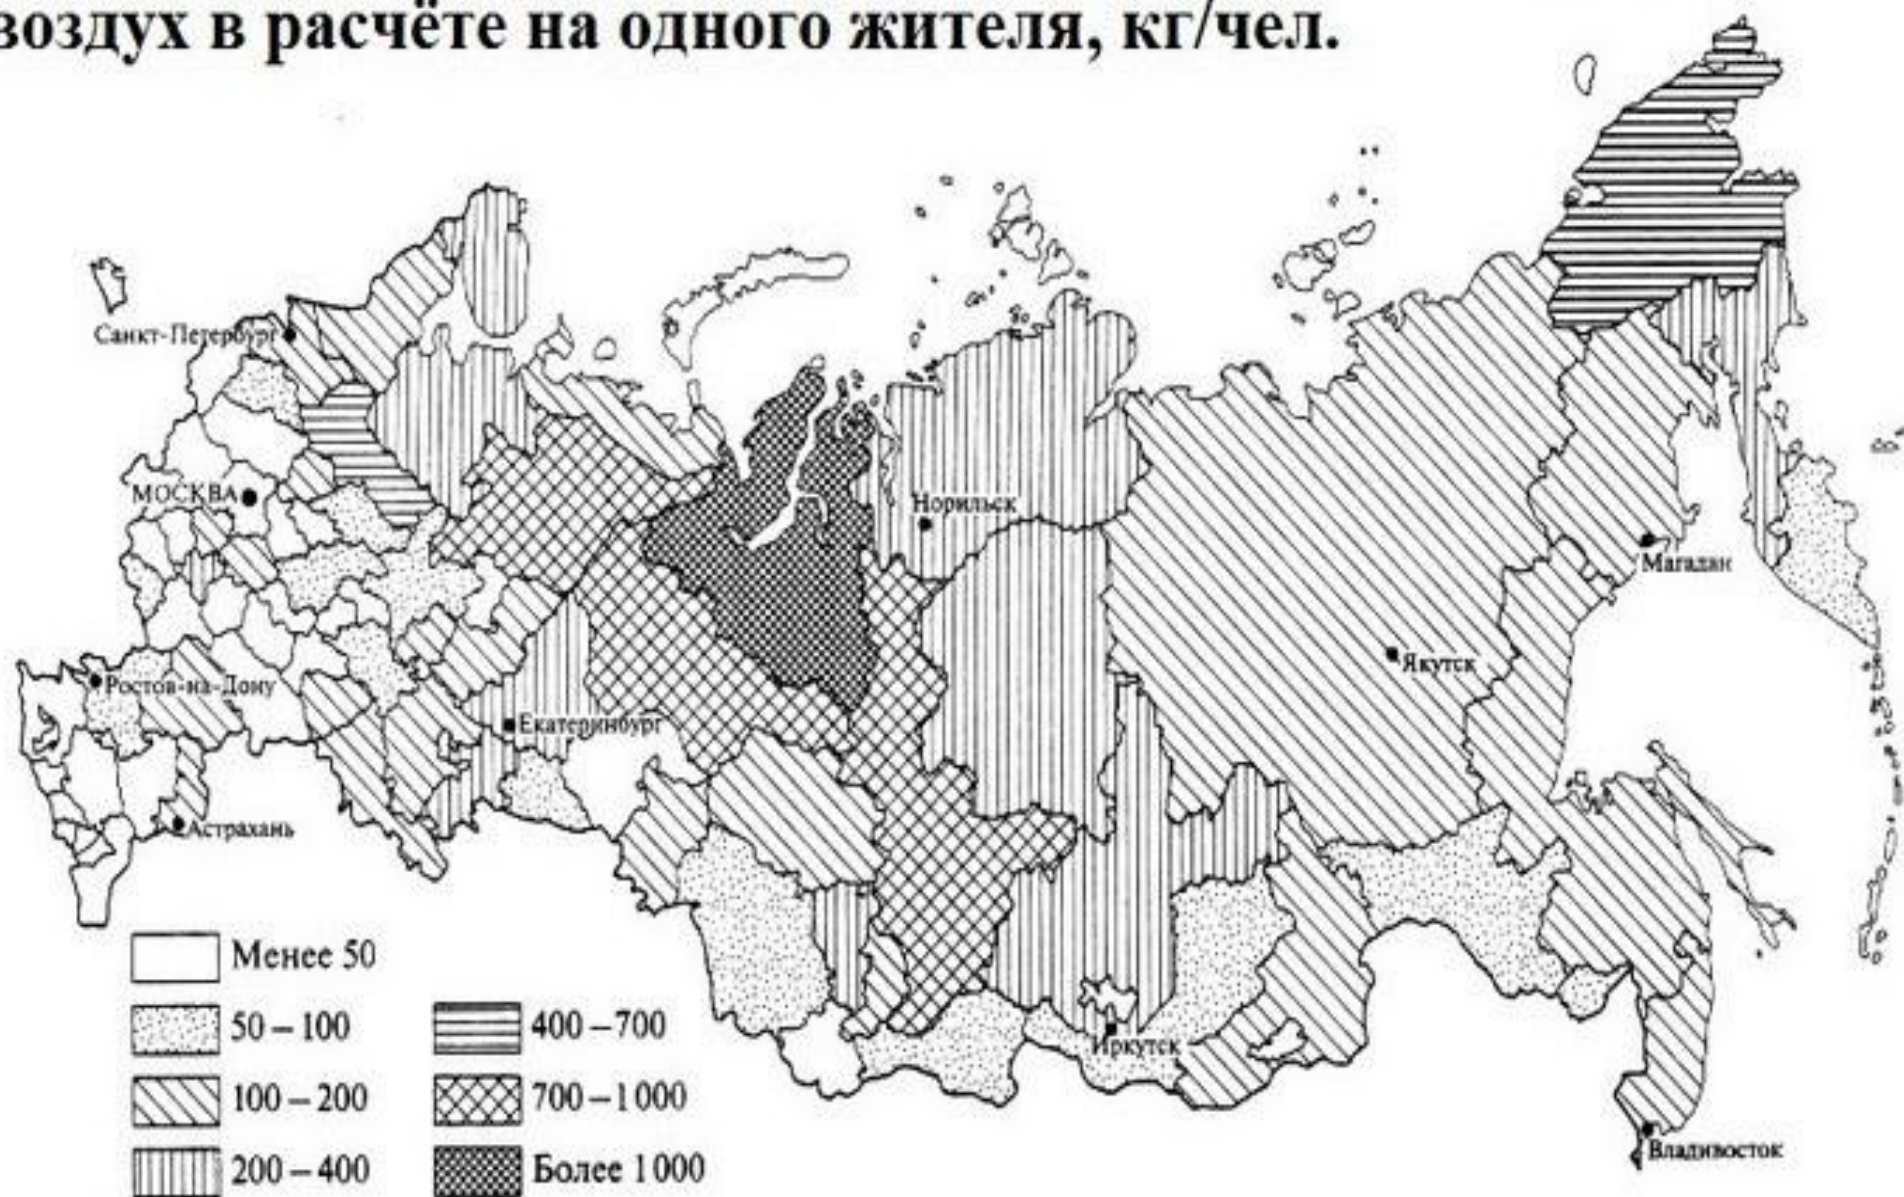 воздух в расчёте на одного жителя, кг/чел.
Санкт-Петербург
МОСКВА
Норильск
Магадан
Якутск
Ростов-на-Дону
Екатеринбург
Астрахань
Иркутск
Владивосток
Менее 50
50 – 100
100 – 200
200 – 400
400 – 700
700 – 1000
Более 1000